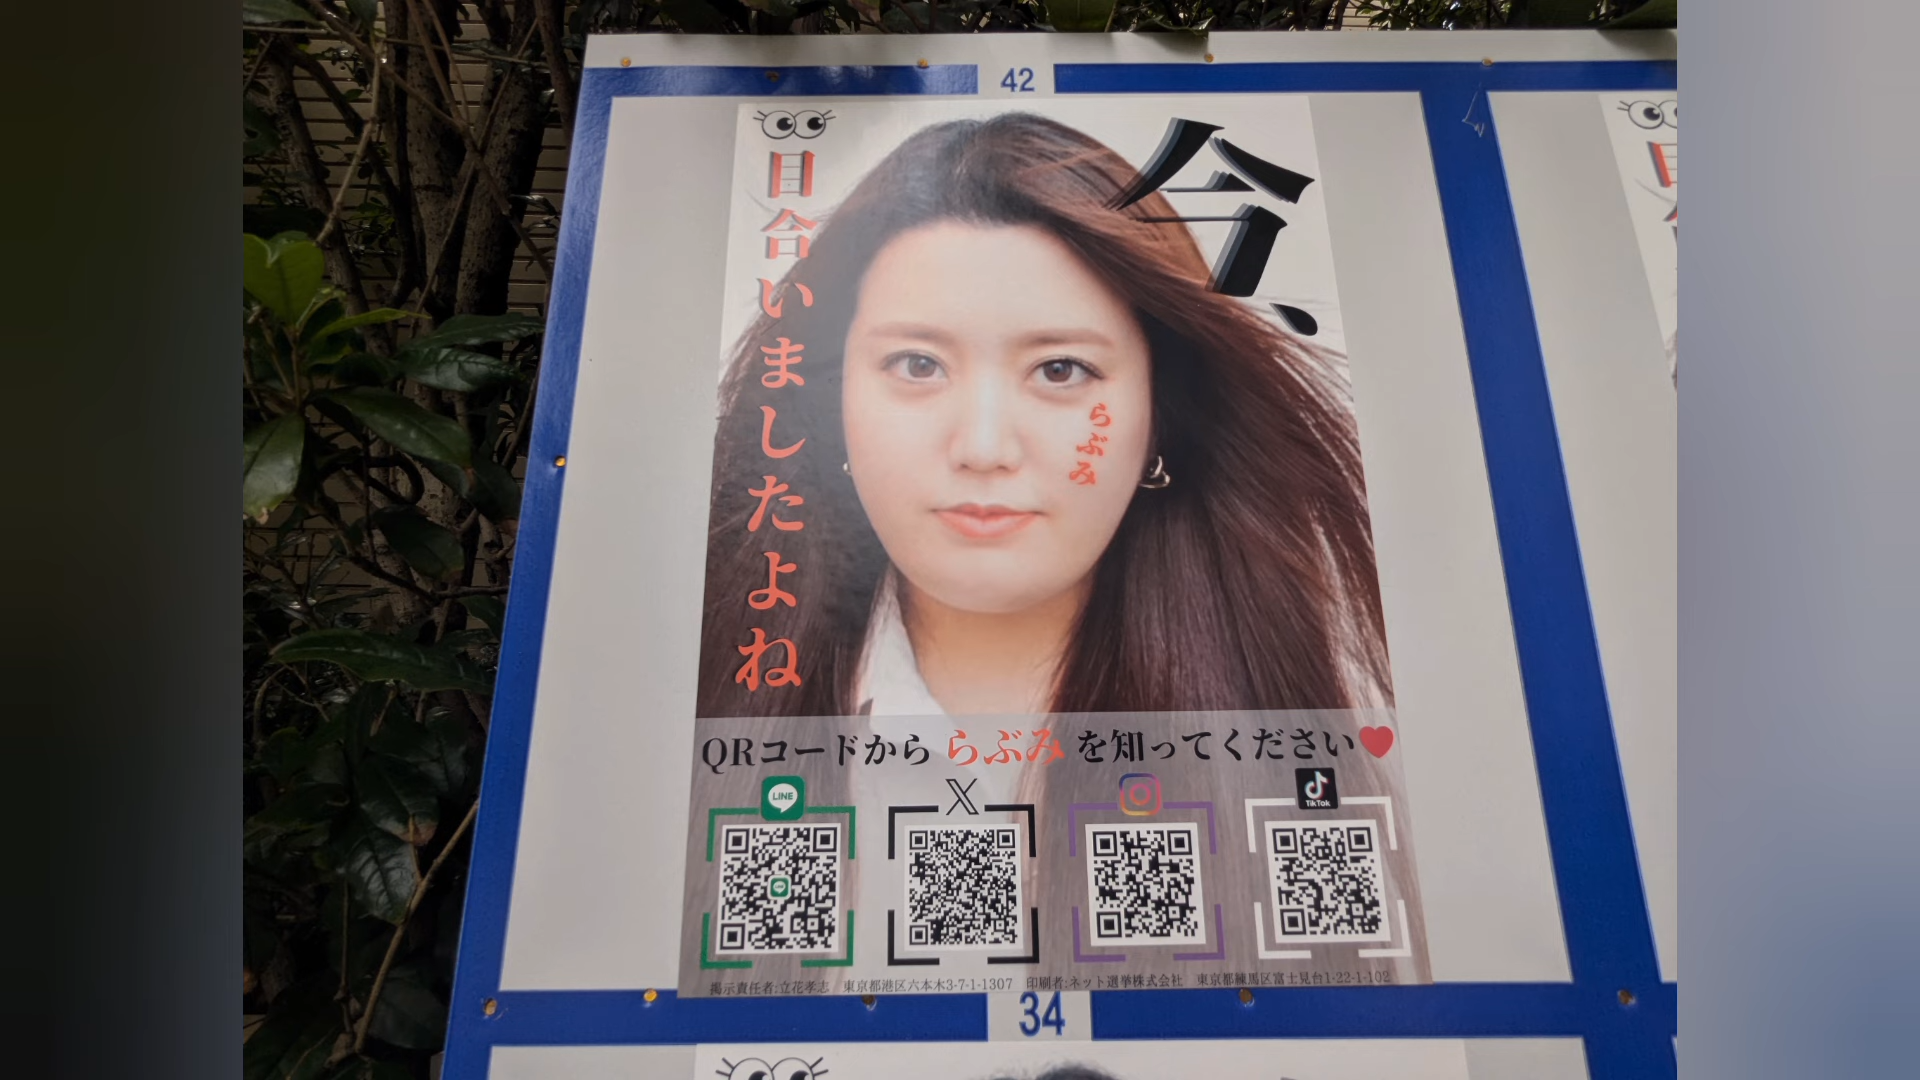 42
目合いましたよね
今、
らぶみ
QRコードから らぶみ を知ってください
LINE
X
TikTok
掲示責任者:立花孝志 東京都港区六本木3-7-1-1307 印刷者:ネット選挙株式会社 東京都練馬区富士見台1-22-1-102
34